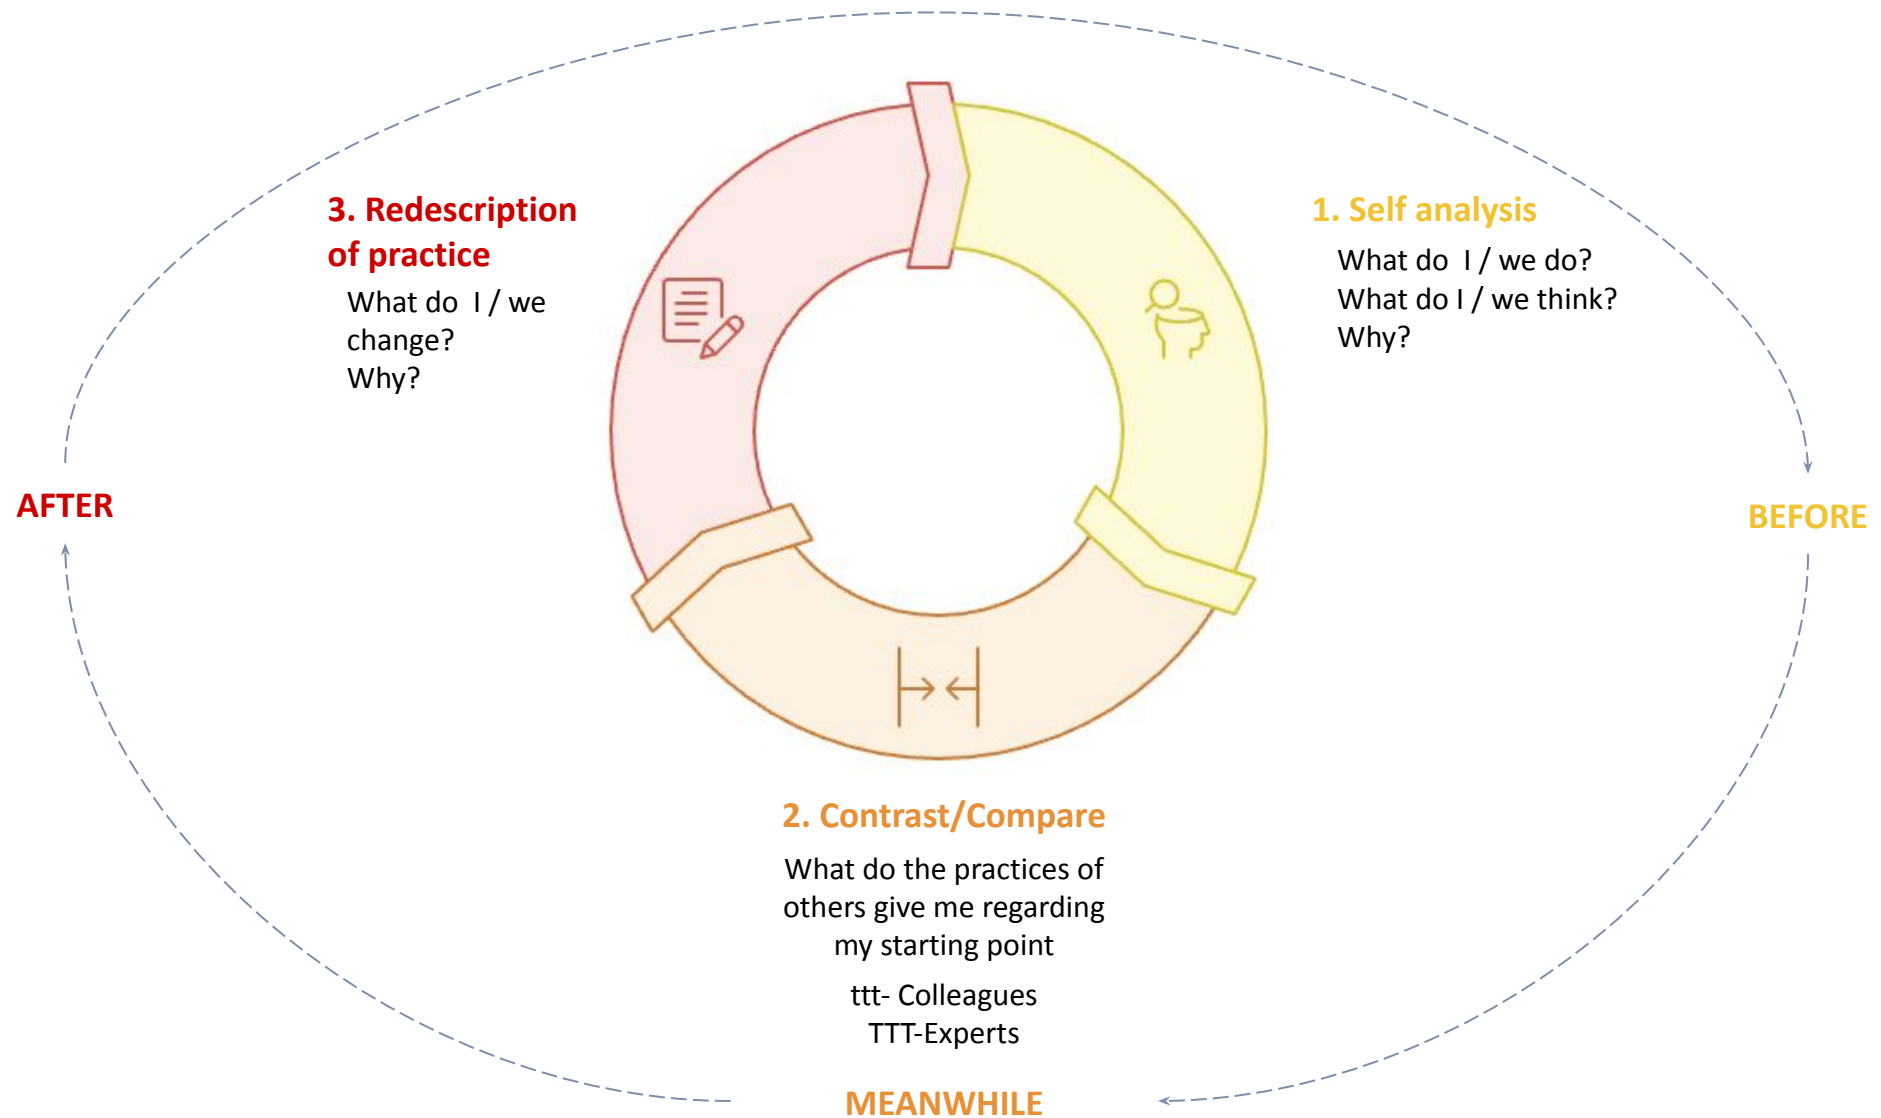 1. Self analysis
What do I / we do?
What do I / we think?
Why?
BEFORE
2. Contrast/Compare
What do the practices of
others give me regarding
my starting point
ttt- Colleagues
TTT-Experts
MEANWHILE
3. Redescription
of practice
What do I / we
change?
Why?
AFTER